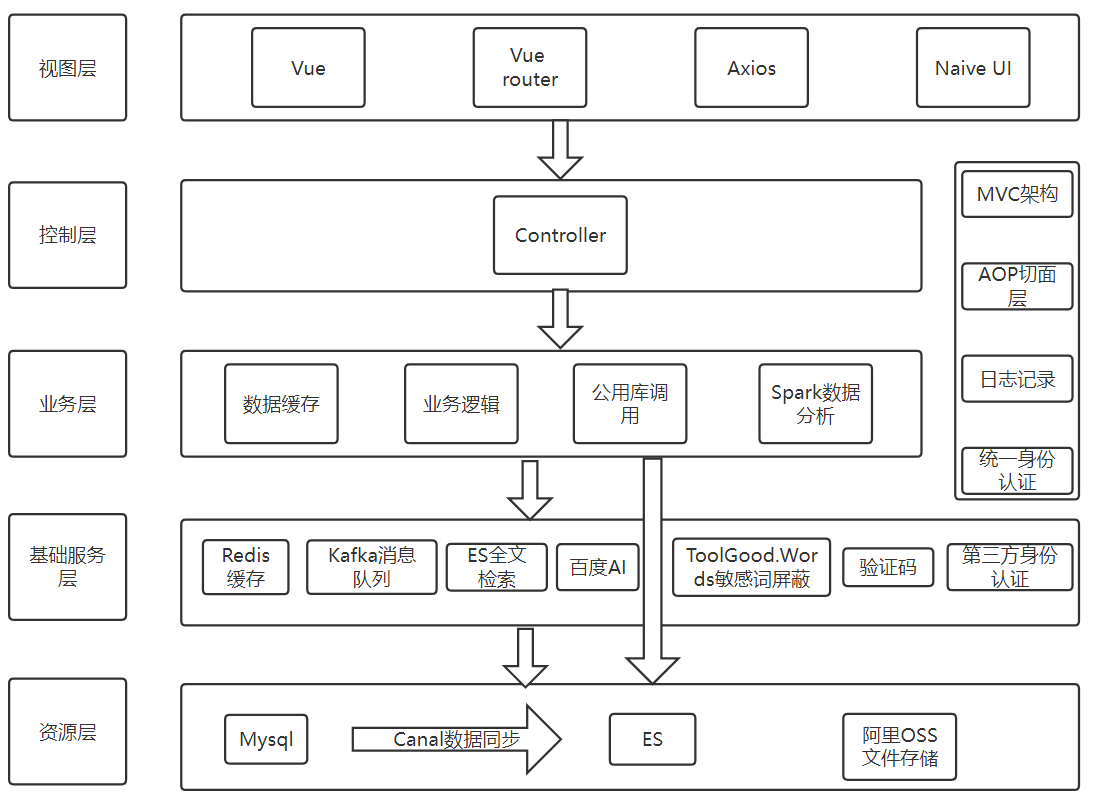 视图层
Vue
Vue
router
Axios
Naive UI
控制层
Controller
MVC架构
AOP切面
层
日志记录
统一身份
认证
业务层
数据缓存
业务逻辑
公用库调
用
Spark数据
分析
基础服务
层
Redis
缓存
Kafka消息
队列
ES全文
检索
百度AI
ToolGood.Wor
ds敏感词屏蔽
验证码
第三方身份
认证
资源层
Mysql
Canal数据同步
ES
阿里OSS
文件存储